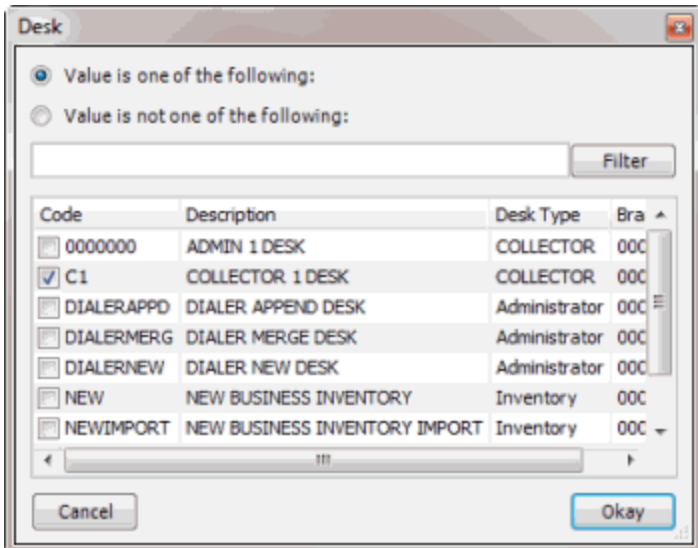 Desk
Value is one of the following:
Value is not one of the following:
Filter
Code Description Desk Type Bra
0000000 ADMIN 1 DESK COLLECTOR 000
C1 COLLECTOR 1 DESK COLLECTOR 000
DIALERAPPD DIALER APPEND DESK Administrator 000
DIALERMERG DIALER MERGE DESK Administrator 000
DIALERNEW DIALER NEW DESK Administrator 000
NEW NEW BUSINESS INVENTORY Inventory 000
NEWIMPORT NEW BUSINESS INVENTORY IMPORT Inventory 000
Cancel Okay